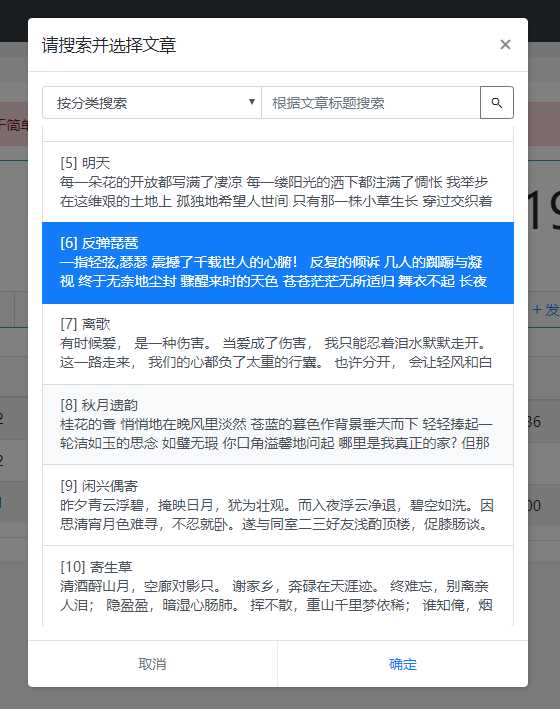 请搜索并选择文章
×
按分类搜索
根据文章标题搜索
[5] 明天
每一朵花的开放都写满了凄凉 每一缕阳光的洒下都注满了惆怅 我举步
在这维艰的土地上 孤独地希望人世间 只有那一株小草生长 穿过交织着
[6] 反弹琵琶
一指轻弦,瑟瑟 震撼了千载世人的心腑！ 反复的倾诉 几人的踟蹰与凝
视 终于无奈地尘封 骤醒来时的天色 苍苍茫茫无所适归 舞衣不起 长夜
[7] 离歌
有时候爱， 是一种伤害。 当爱成了伤害， 我只能忍着泪水默默走开。
这一路走来， 我们的心都负了太重的行囊。 也许分开， 会让轻风和白
[8] 秋月遗韵
桂花的香 悄悄地在晚风里淡然 苍蓝的暮色作背景垂天而下 轻轻捧起一
轮洁如玉的思念 如璧无瑕 你口角溢馨地问起 哪里是我真正的家? 但那
[9] 闲兴偶寄
昨夕青云浮碧，掩映日月，犹为壮观。而入夜浮云净退，碧空如洗。因
思清宵月色难寻，不忍就卧。遂与同室二三好友浅酌顶楼，促膝肠谈。
[10] 寄生草
清酒酹山月，空廊对影只。 谢家乡，奔碌在天涯迹。 终难忘，别离亲
人泪； 隐盈盈，暗湿心肠肺。 挥不散，重山千里梦依稀； 谁知俺，烟
取消
确定
于简单
19
+ 发
2
36
2
00